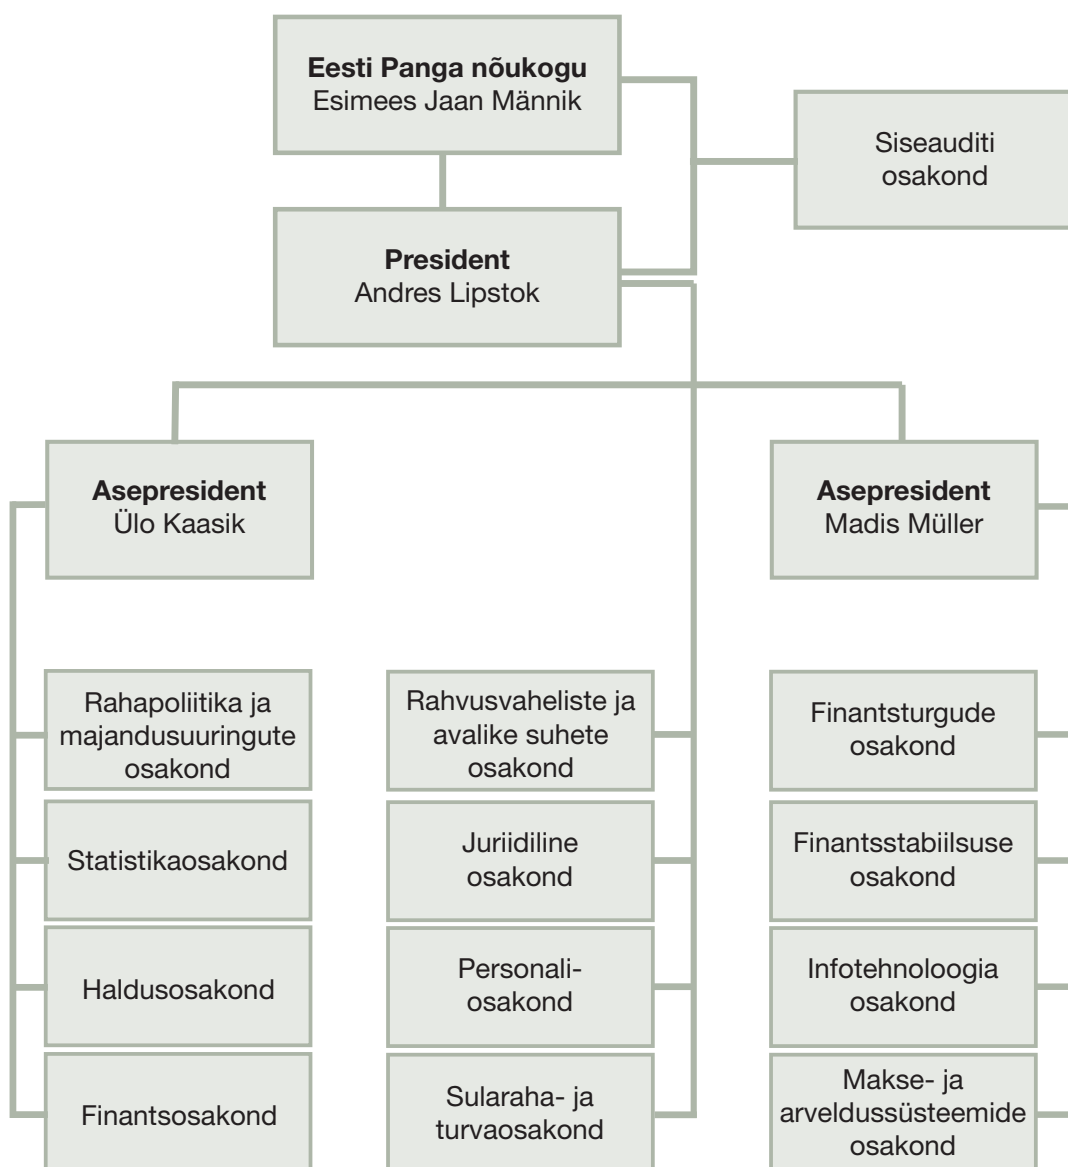 Eesti Panga nõukogu
Esimees Jaan Männik
Siseauditi
osakond
President
Andres Lipstok
Asepresident
Ülo Kaasik
Asepresident
Madis Müller
Rahapoliitika ja
majandusuuringute
osakond
Rahvusvaheliste ja
avalike suhete
osakond
Finantsturgude
osakond
Statistikaosakond
Juriidiline
osakond
Finantsstabiilsuse
osakond
Haldusosakond
Personali-
osakond
Infotehnoloogia
osakond
Finantsosakond
Sularaha- ja
turvaosakond
Makse- ja
arveldussüsteemide
osakond